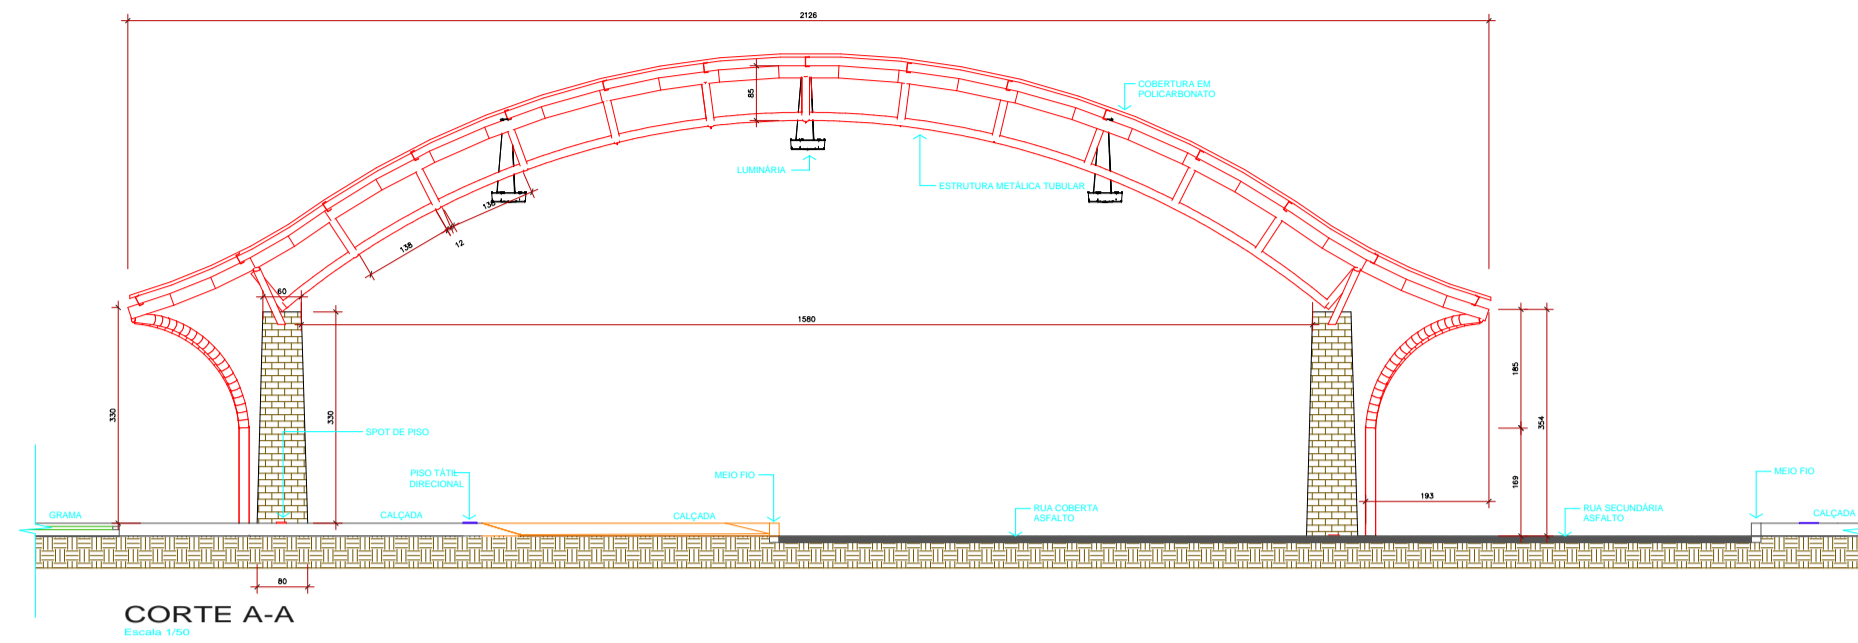 2126
COBERTURA EM
POLICARBONATO
85
LUMINÁRIA
ESTRUTURA METÁLICA TUBULAR
138
138
12
60
1580
330
330
185
354
169
193
SPOT DE PISO
PISO TÁTIL
DIRECIONAL
MEIO FIO
MEIO FIO
GRAMA
CALÇADA
CALÇADA
RUA COBERTA
ASFALTO
RUA SECUNDÁRIA
ASFALTO
CALÇADA
80
CORTE A-A
Escala 1/50